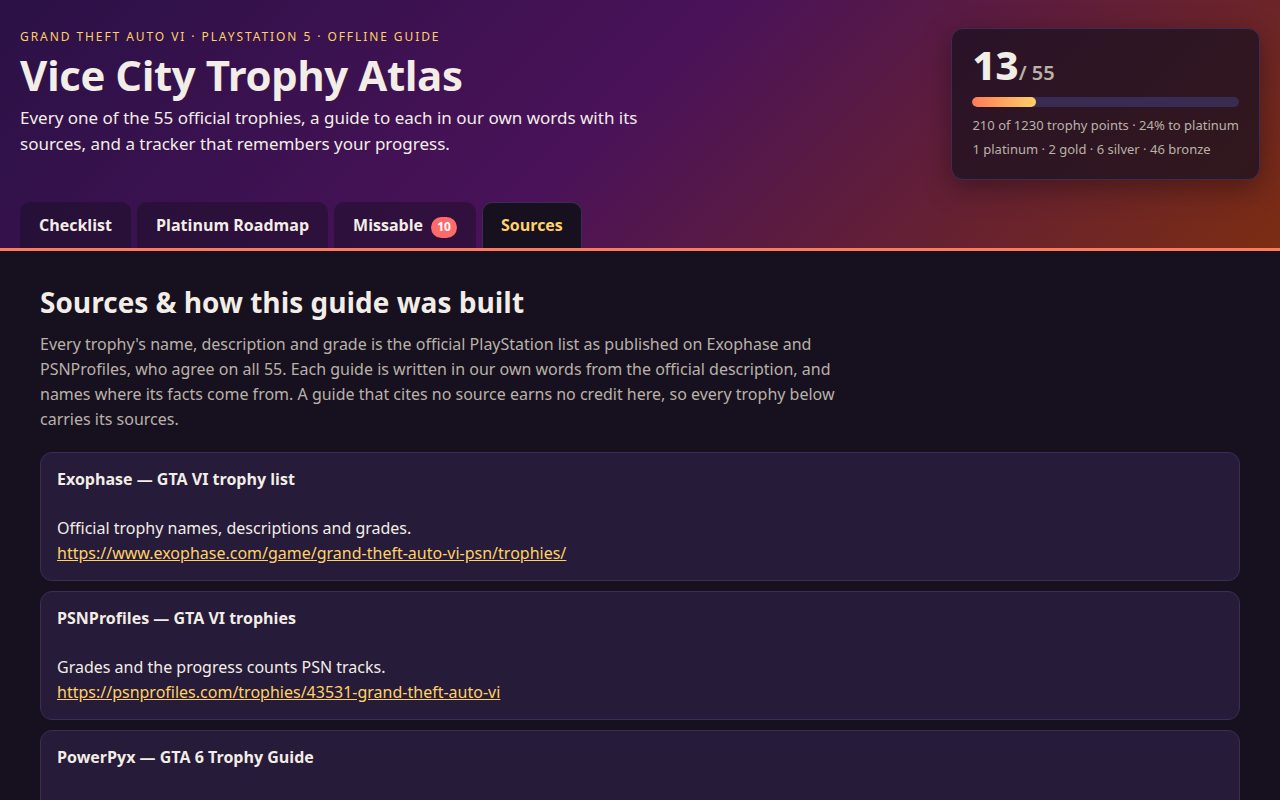 GRAND THEFT AUTO VI · PLAYSTATION 5 · OFFLINE GUIDE
Vice City Trophy Atlas
Every one of the 55 official trophies, a guide to each in our own words with its
sources, and a tracker that remembers your progress.
13 / 55
210 of 1230 trophy points · 24% to platinum
1 platinum · 2 gold · 6 silver · 46 bronze
Checklist
Platinum Roadmap
Missable 10
Sources
Sources & how this guide was built
Every trophy's name, description and grade is the official PlayStation list as published on Exophase and
PSNProfiles, who agree on all 55. Each guide is written in our own words from the official description, and
names where its facts come from. A guide that cites no source earns no credit here, so every trophy below
carries its sources.
Exophase — GTA VI trophy list
Official trophy names, descriptions and grades.
https://www.exophase.com/game/grand-theft-auto-vi-psn/trophies/
PSNProfiles — GTA VI trophies
Grades and the progress counts PSN tracks.
https://psnprofiles.com/trophies/43531-grand-theft-auto-vi
PowerPyx — GTA 6 Trophy Guide